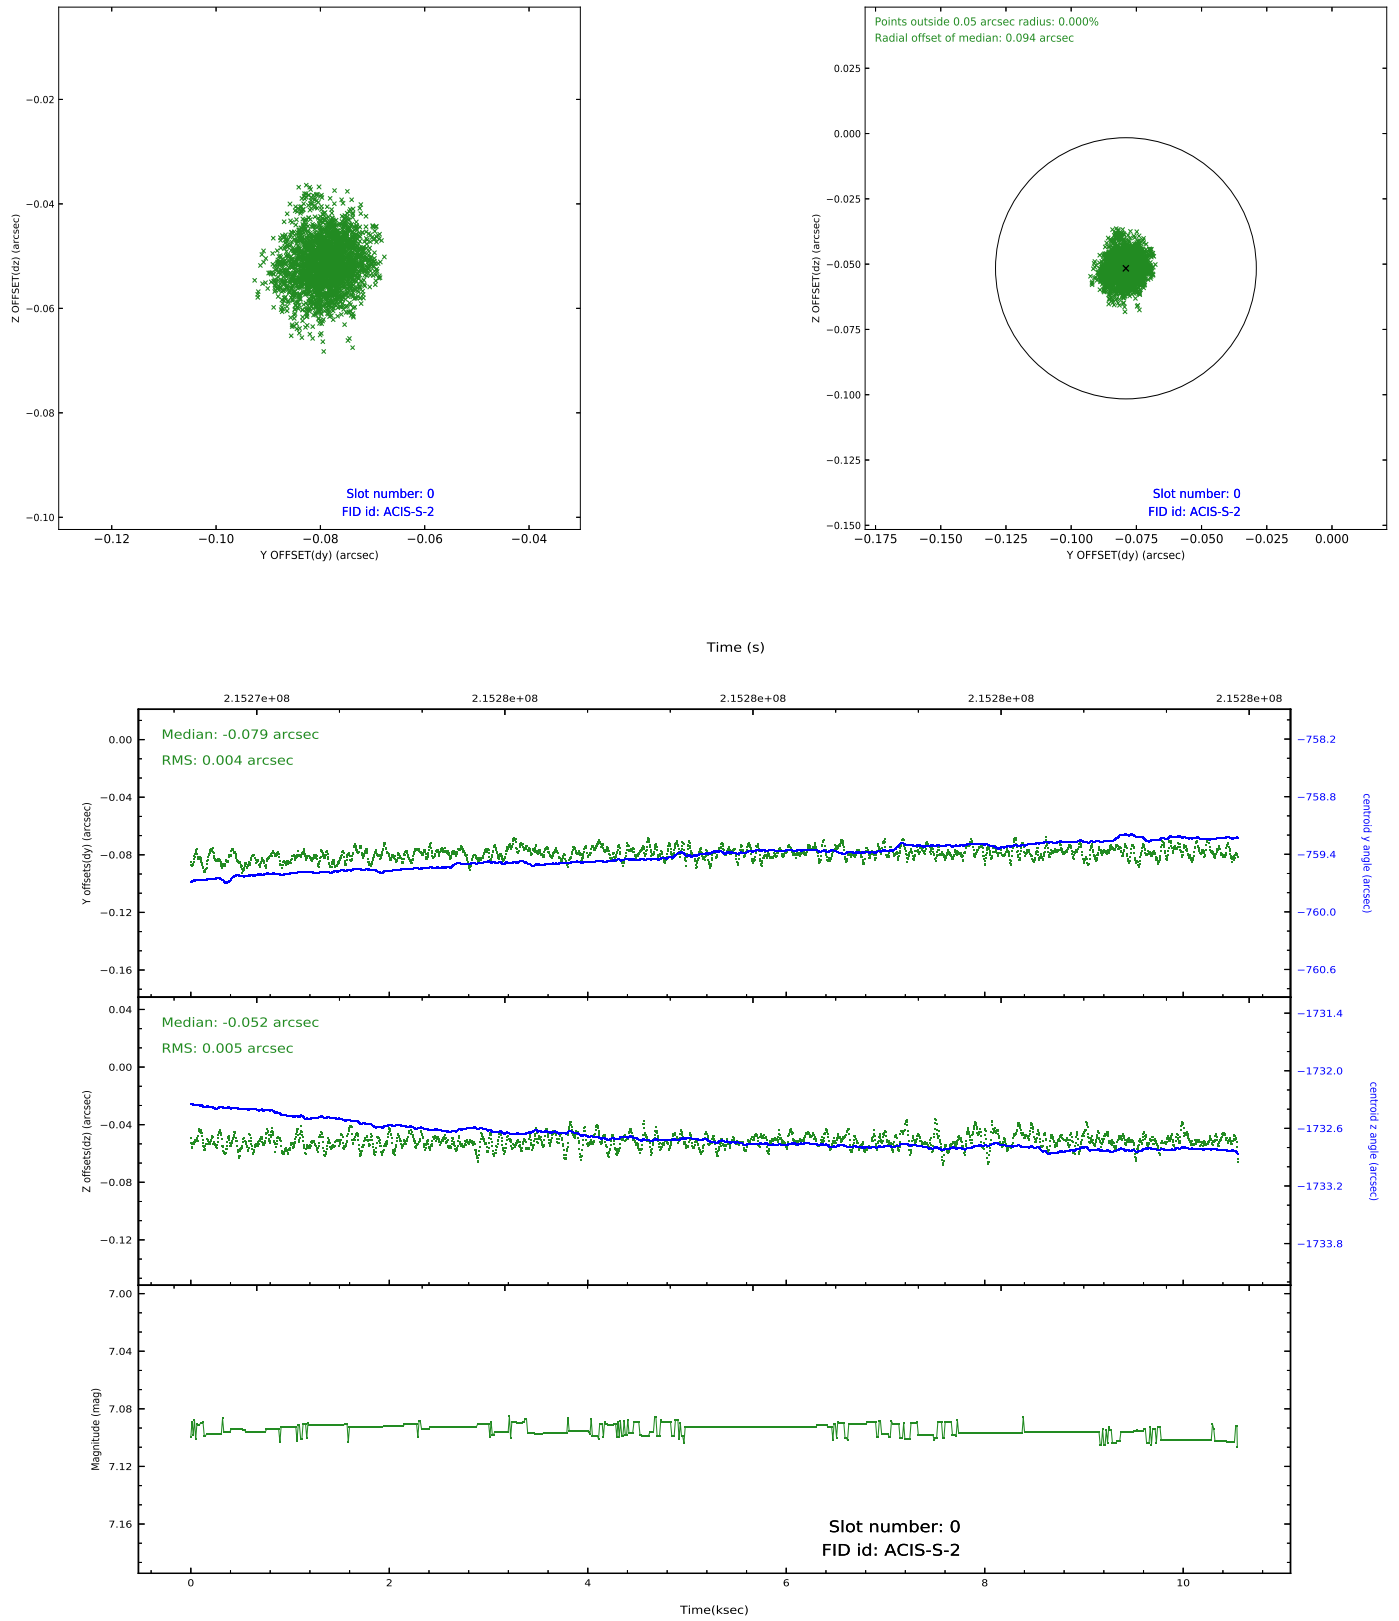 −0.02
−0.04
−0.06
−0.08
−0.10
Z OFFSET(dz) (arcsec)
Slot number: 0
FID id: ACIS-S-2
−0.12
−0.10
−0.08
−0.06
−0.04
Y OFFSET(dy) (arcsec)
Points outside 0.05 arcsec radius: 0.000%
Radial offset of median: 0.094 arcsec
0.025
0.000
−0.025
−0.050
−0.075
−0.100
−0.125
−0.150
Z OFFSET(dz) (arcsec)
Slot number: 0
FID id: ACIS-S-2
−0.175
−0.150
−0.125
−0.100
−0.075
−0.050
−0.025
0.000
Y OFFSET(dy) (arcsec)
Time (s)
2.1527e+08
2.1528e+08
2.1528e+08
2.1528e+08
2.1528e+08
Median: -0.079 arcsec
RMS: 0.004 arcsec
0.00
−0.04
−0.08
−0.12
−0.16
Y offsets(dy) (arcsec)
−758.2
−758.8
−759.4
−760.0
−760.6
centroid y angle (arcsec)
Median: -0.052 arcsec
RMS: 0.005 arcsec
0.04
0.00
−0.04
−0.08
−0.12
Z offsets(dz) (arcsec)
−1731.4
−1732.0
−1732.6
−1733.2
−1733.8
centroid z angle (arcsec)
7.00
7.04
7.08
7.12
7.16
Magnitude (mag)
Slot number: 0
FID id: ACIS-S-2
0
2
4
6
8
10
Time(ksec)